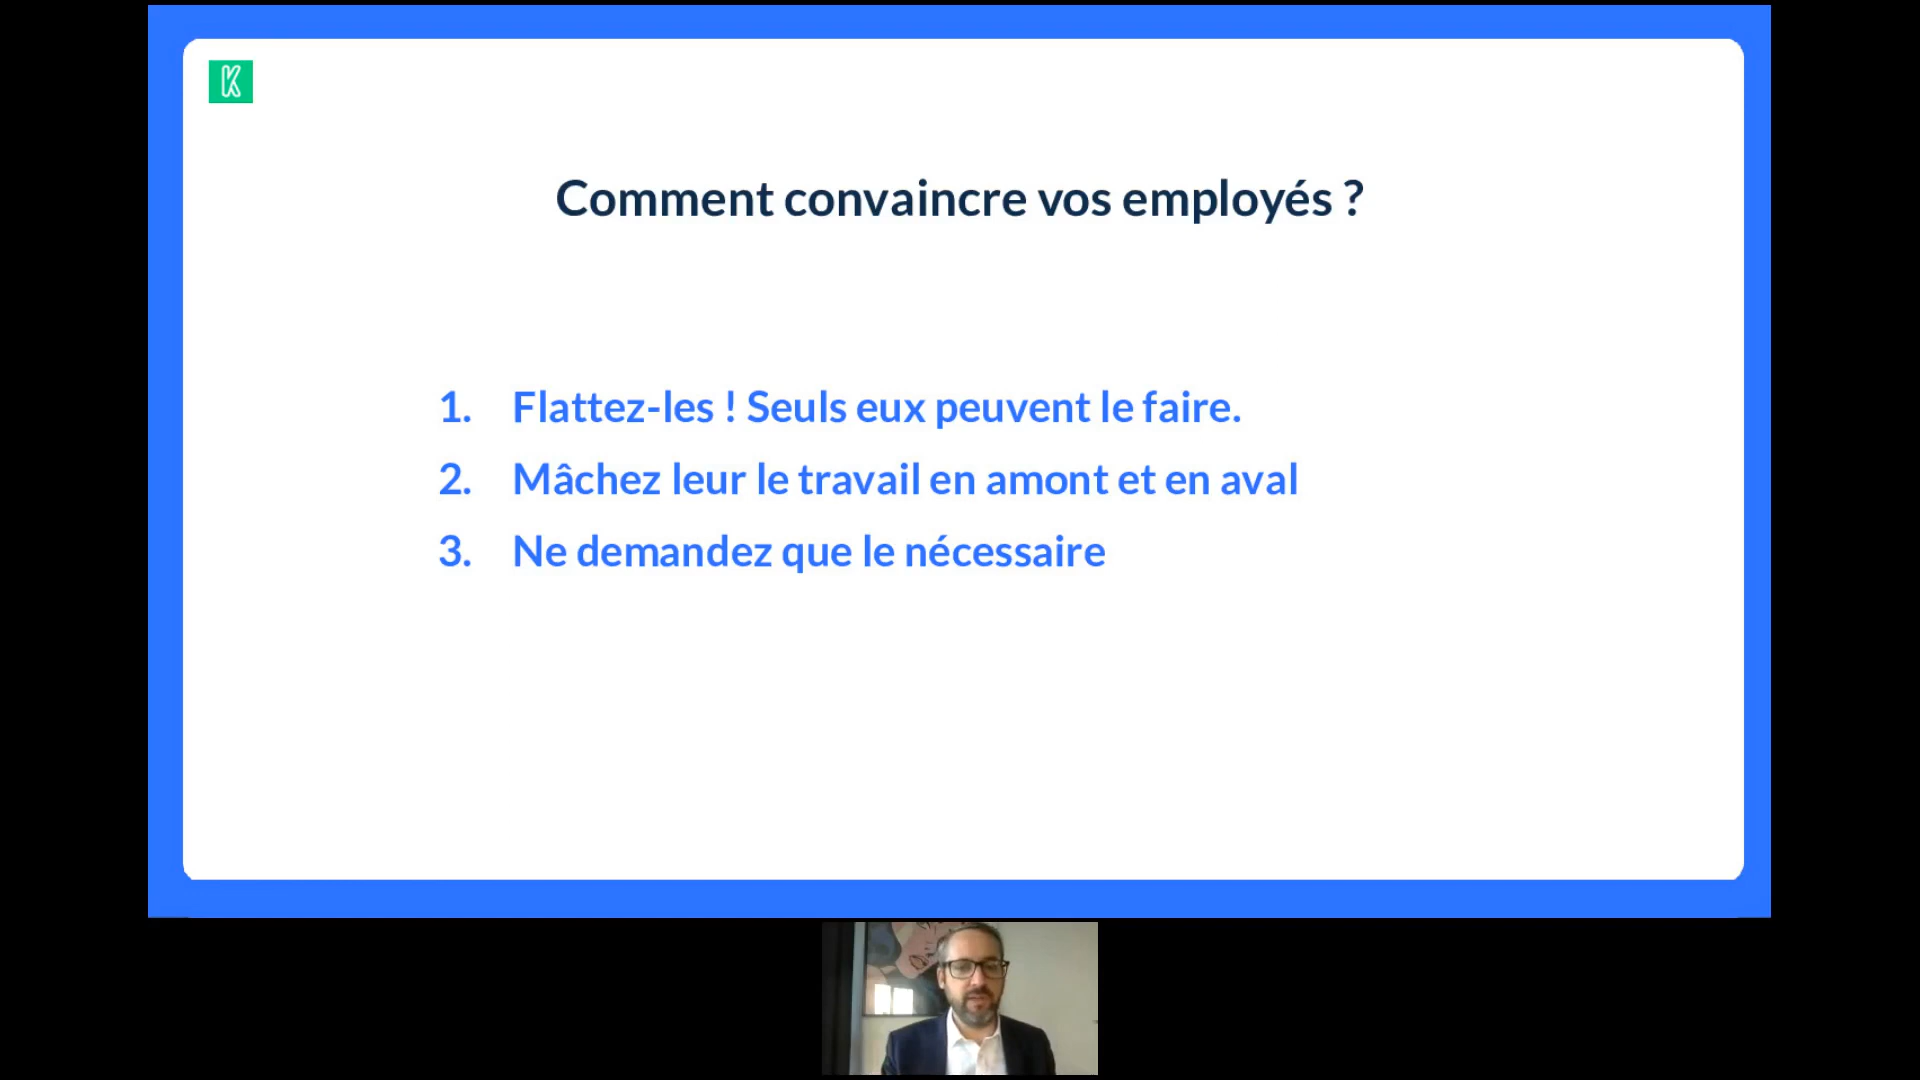 K
Comment convaincre vos employés ?
1. Flattez-les ! Seuls eux peuvent le faire.
2. Mâchez leur le travail en amont et en aval
3. Ne demandez que le nécessaire